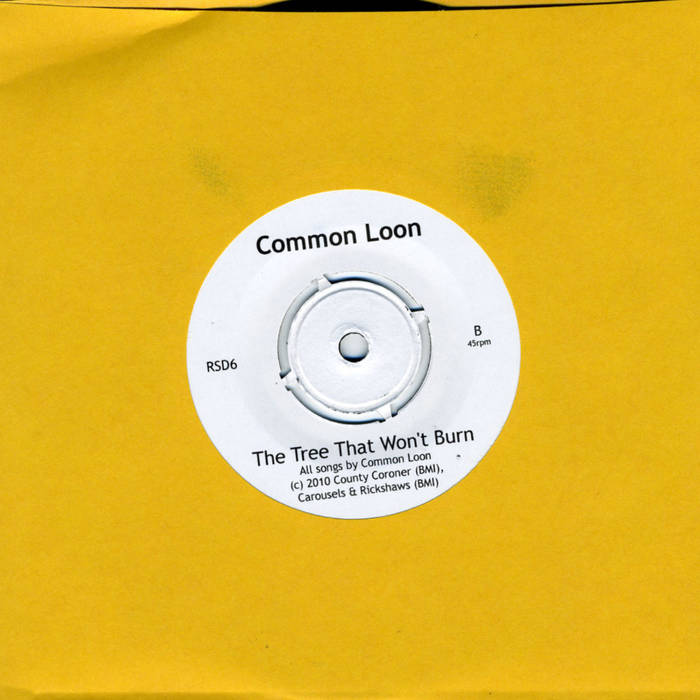 Common Loon
RSD6
B
45rpm
The Tree That Won't Burn
All songs by Common Loon
(c) 2010 County Coroner (BMI),
Carousels & Rickshaws (BMI)